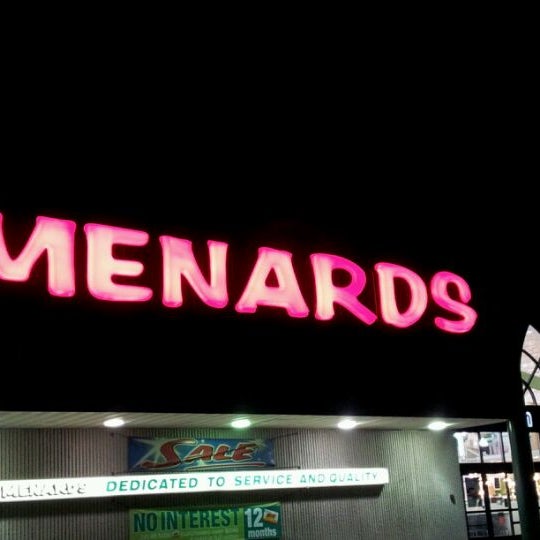 MENARDS
SALE
MENARDS DEDICATED TO SERVICE AND QUALITY
NO INTEREST 12 months